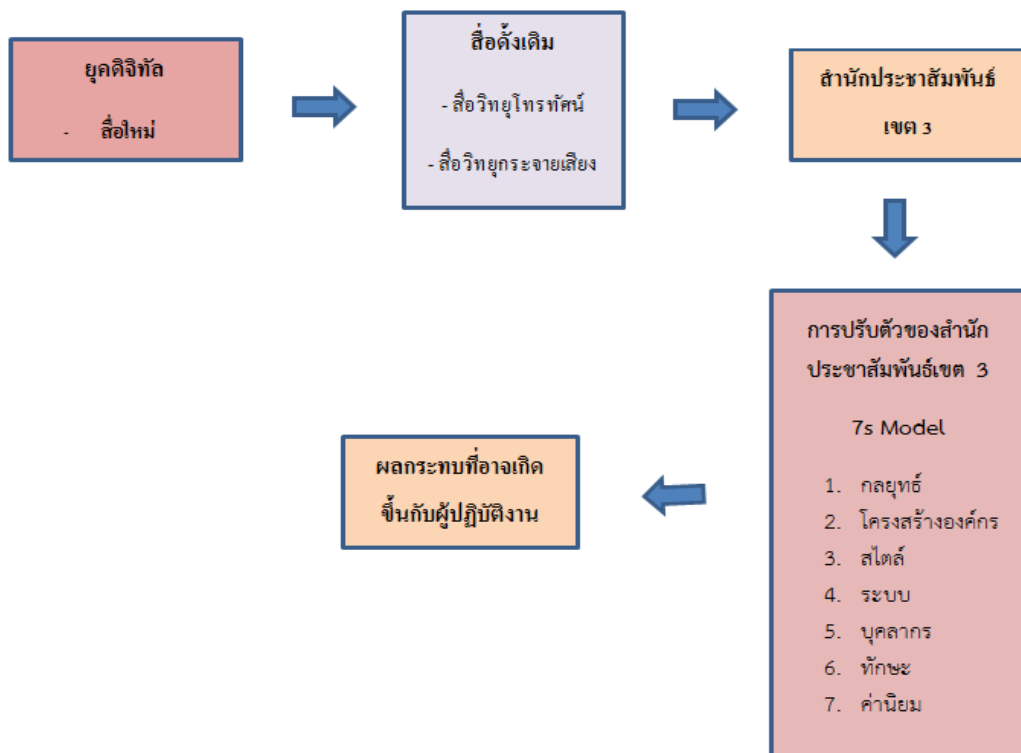 ยุคดิจิทัล
- สื่อใหม่
สื่อดั้งเดิม
- สื่อวิทยุโทรทัศน์
- สื่อวิทยุกระจายเสียง
สำนักประชาสัมพันธ์
เขต 3
การปรับตัวของสำนัก
ประชาสัมพันธ์เขต 3
7s Model
1. กลยุทธ์
2. โครงสร้างองค์กร
3. สไตล์
4. ระบบ
5. บุคลากร
6. ทักษะ
7. ค่านิยม
ผลกระทบที่อาจเกิด
ขึ้นกับผู้ปฏิบัติงาน